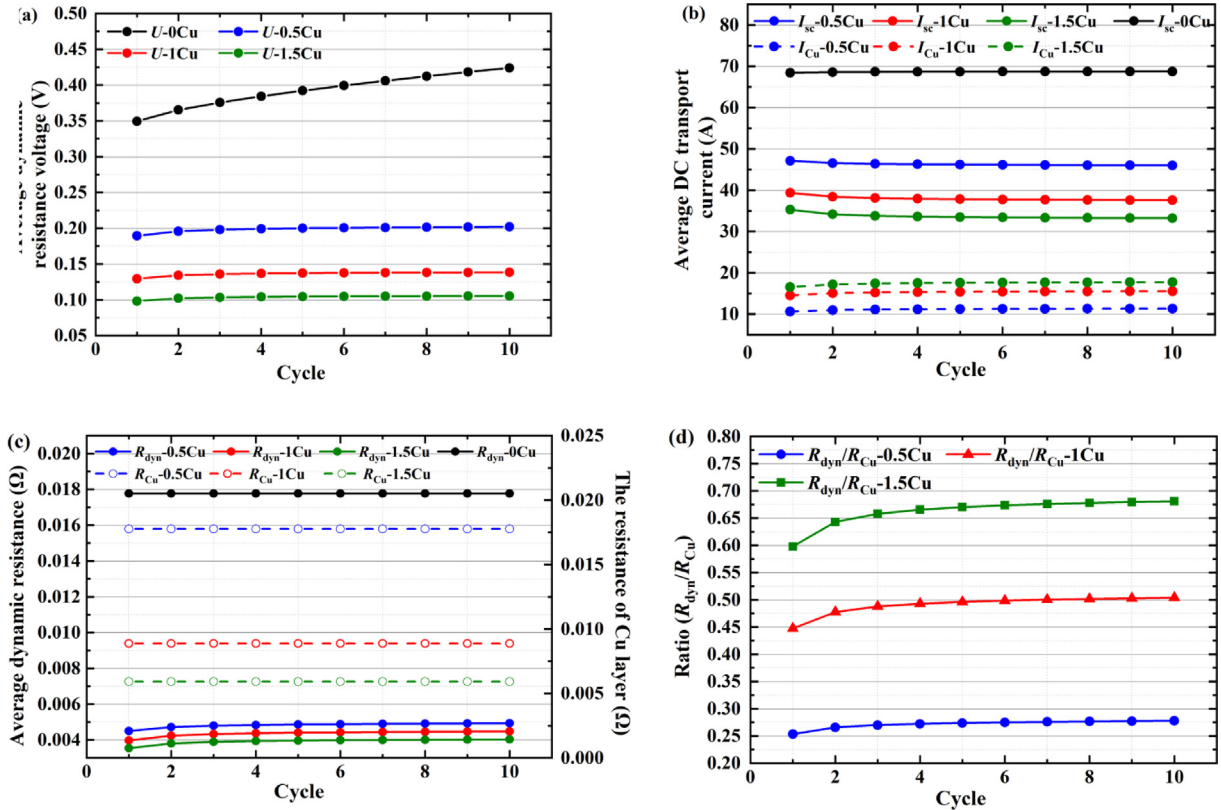 (a)
U-0Cu U-0.5Cu
U-1Cu U-1.5Cu
resistance voltage (V)
0.50
0.45
0.40
0.35
0.30
0.25
0.20
0.15
0.10
0.05
0 2 4 6 8 10
Cycle
(b)
Isc-0.5Cu Isc-1Cu Isc-1.5Cu Isc-0Cu
ICu-0.5Cu ICu-1Cu ICu-1.5Cu
Average DC transport
current (A)
80
70
60
50
40
30
20
10
0 2 4 6 8 10
Cycle
(c)
Rdyn-0.5Cu Rdyn-1Cu Rdyn-1.5Cu Rdyn-0Cu
RCu-0.5Cu RCu-1Cu RCu-1.5Cu
Average dynamic resistance (Ω)
0.020
0.018
0.016
0.014
0.012
0.010
0.008
0.006
0.004
0.025
0.020
0.015
0.010
0.005
0.000
The resistance of Cu layer (Ω)
0 2 4 6 8 10
Cycle
(d)
Rdyn/RCu-0.5Cu Rdyn/RCu-1Cu
Rdyn/RCu-1.5Cu
Ratio (Rdyn/RCu)
0.80
0.75
0.70
0.65
0.60
0.55
0.50
0.45
0.40
0.35
0.30
0.25
0.20
0 2 4 6 8 10
Cycle